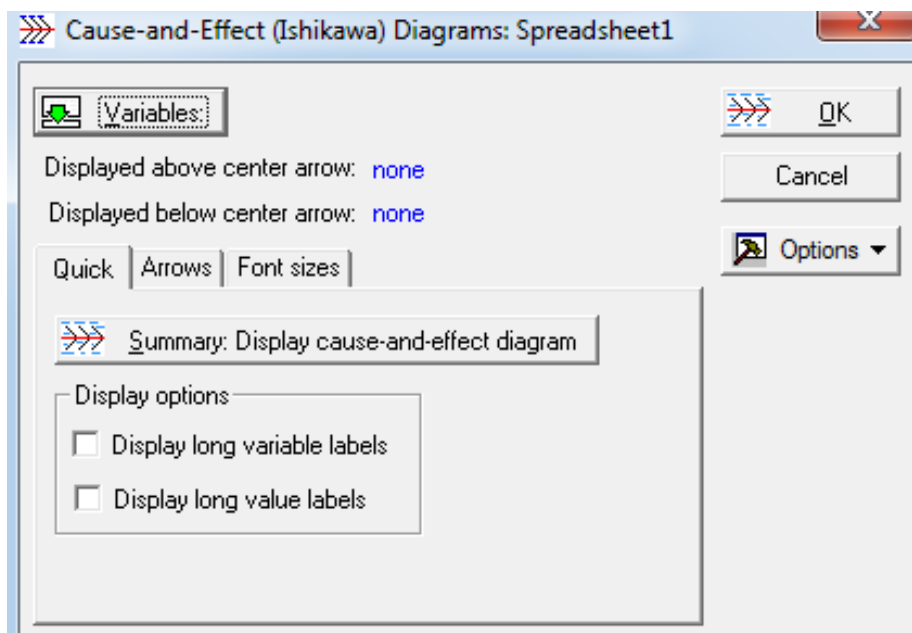 Cause-and-Effect (Ishikawa) Diagrams: Spreadsheet1
Variables:
OK
Displayed above center arrow: none
Cancel
Displayed below center arrow: none
Options
Quick Arrows Font sizes
Summary: Display cause-and-effect diagram
Display options
Display long variable labels
Display long value labels